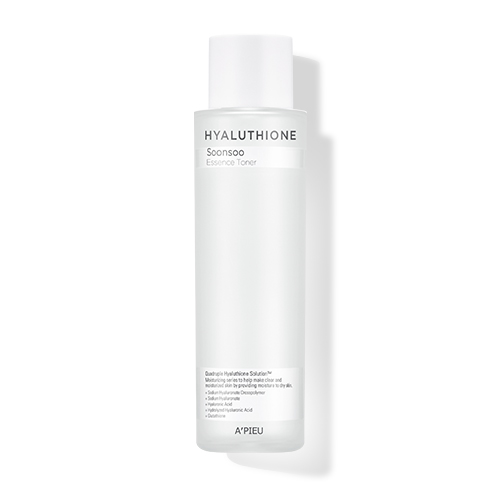 HYALUTHIONE
Soonsoo
Essence Toner
Quadruple Hyaluthione Solution™
Moisturizing series to help make clear and
moisturized skin by providing moisture to dry skin.
+ Sodium Hyaluronate Crosspolymer
+ Sodium Hyaluronate
+ Hyaluronic Acid
+ Hydrolyzed Hyaluronic Acid
+ Glutathione
A'PIEU